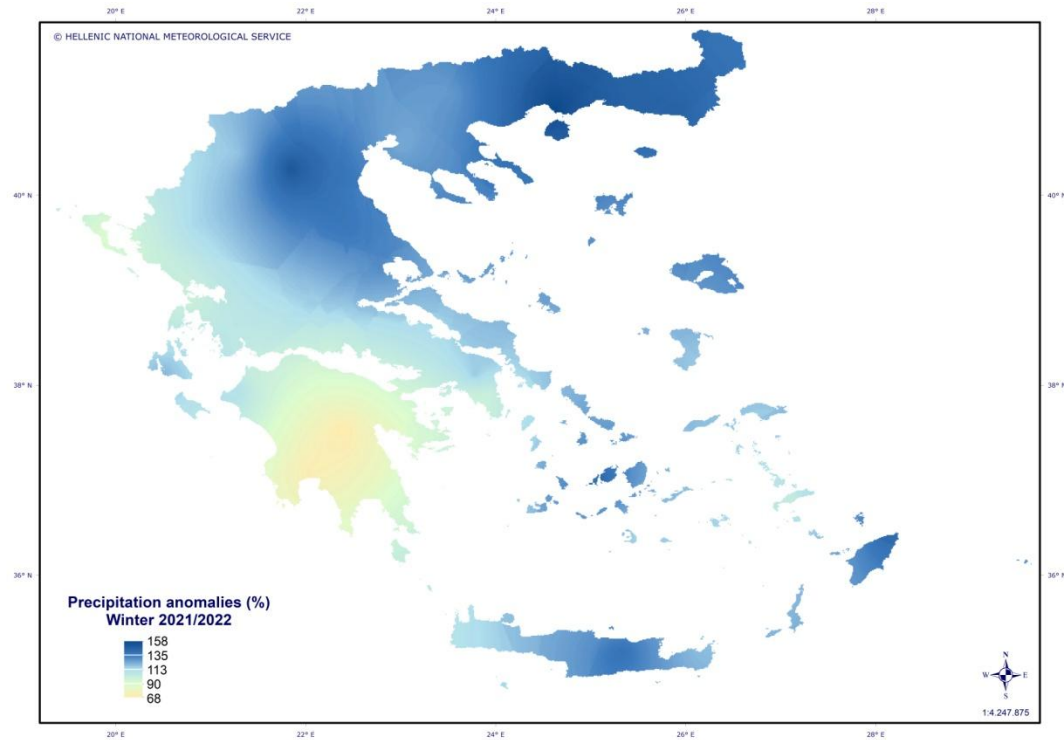 20° E 22° E 24° E 26° E 28° E
© HELLENIC NATIONAL METEOROLOGICAL SERVICE
40° N 40° N
38° N 38° N
36° N 36° N
Precipitation anomalies (%)
Winter 2021/2022
158
135
113
90
68
N
W E
S
1:4.247.875
20° E 22° E 24° E 26° E 28° E